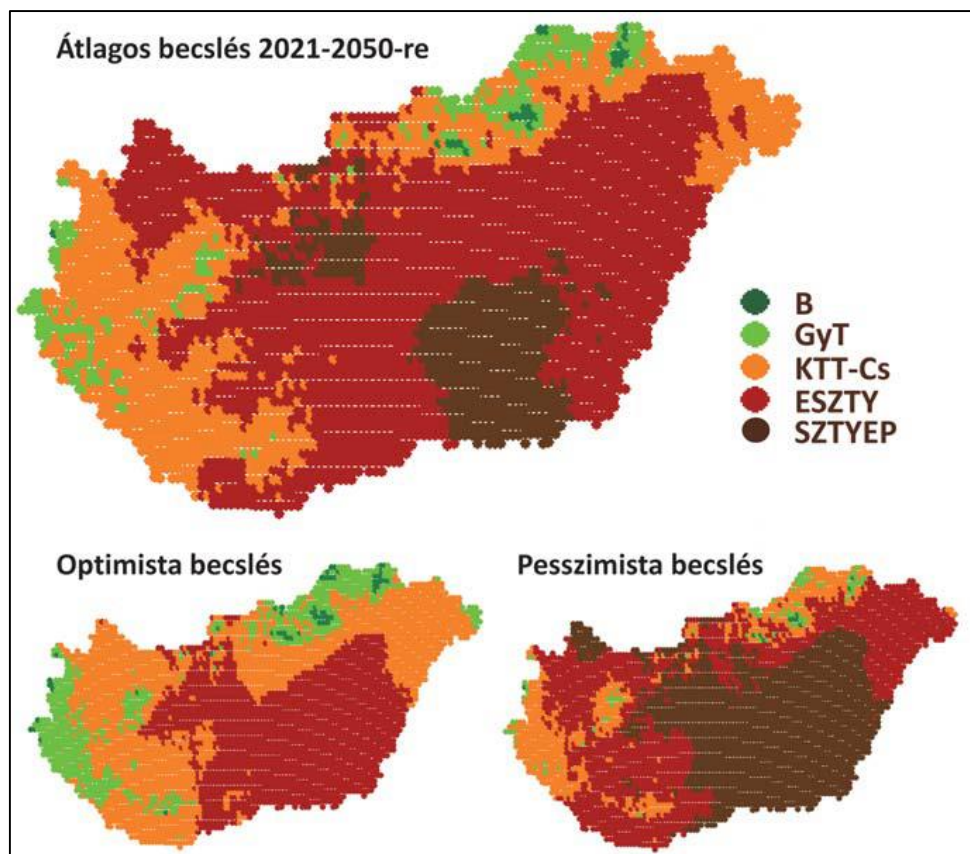 Átlagos becslés 2021-2050-re
B
GyT
KTT-Cs
ESZTY
SZTYEP
Optimista becslés
Pesszimista becslés